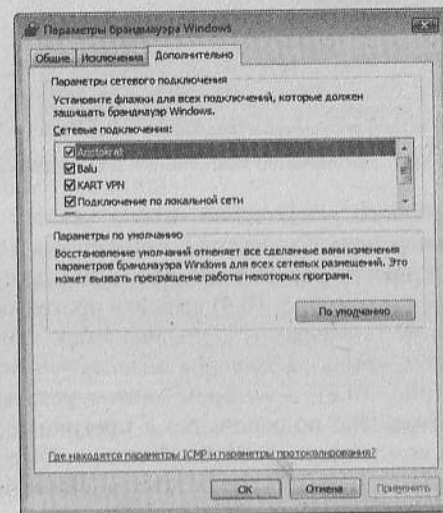 Параметры брандмауэра Windows
Общие Исключения Дополнительно
Параметры сетевого подключения
Установите флажки для всех подключений, которые должен
защищать брандмауэр Windows.
Сетевые подключения:
Aristokrat
Balu
KART VPN
Подключение по локальной сети
Параметры по умолчанию
Восстановление умолчаний отменяет все сделанные вами изменения
параметров брандмауэра Windows для всех сетевых размещений. Это
может вызвать прекращение работы некоторых программ.
По умолчанию
Где находятся параметры ICMP и параметры протоколирования?
ОК Отмена Применить